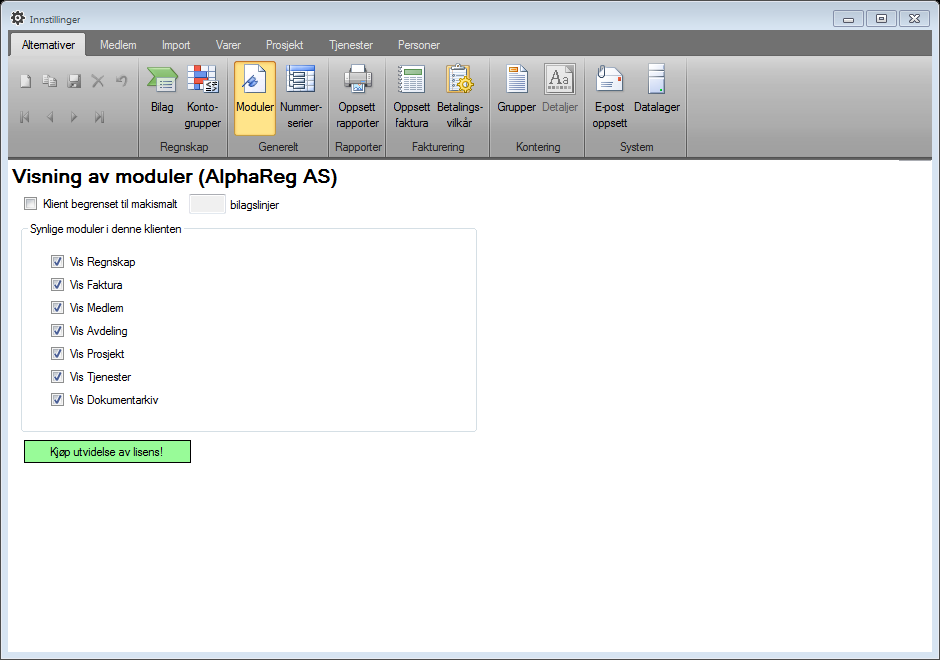 Innstillinger
Alternativer Medlem Import Varer Prosjekt Tjenester Personer
Bilag Konto- Moduler Nummer- Oppsett Oppsett Betalings- Grupper Detaljer E-post Datalager
grupper serier rapporter faktura vilkår oppsett
Regnskap Generelt Rapporter Fakturering Kontering System
Visning av moduler (AlphaReg AS)
Klient begrenset til makismalt bilagslinjer
Synlige moduler i denne klienten
Vis Regnskap
Vis Faktura
Vis Medlem
Vis Avdeling
Vis Prosjekt
Vis Tjenester
Vis Dokumentarkiv
Kjøp utvidelse av lisens!